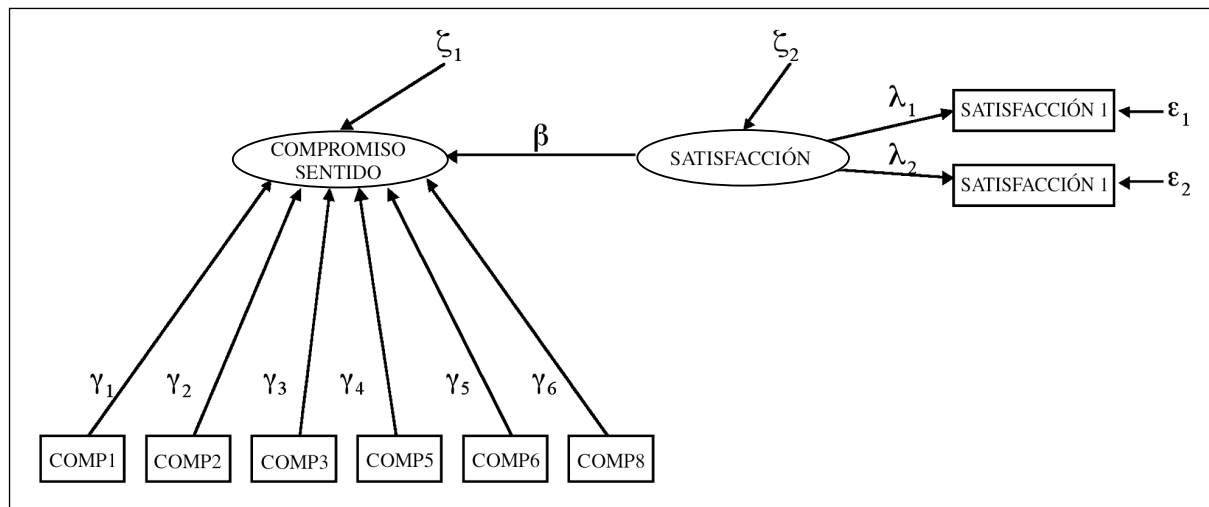 ζ1
ζ2
λ1
SATISFACCIÓN 1
ε1
COMPROMISO
SENTIDO
β
SATISFACCIÓN
λ2
SATISFACCIÓN 1
ε2
γ1
γ2
γ3
γ4
γ5
γ6
COMP1
COMP2
COMP3
COMP5
COMP6
COMP8